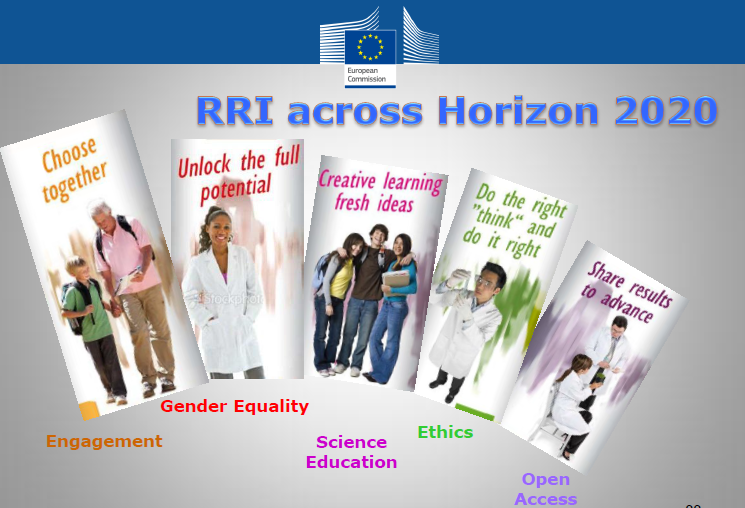 European
Commission
RRI across Horizon 2020
Choose
together
Unlock the full
potential
Creative learning
fresh ideas
Do the right
"think" and
do it right
Share results
to advance
iStockphoto
Engagement
Gender Equality
Science
Education
Ethics
Open
Access